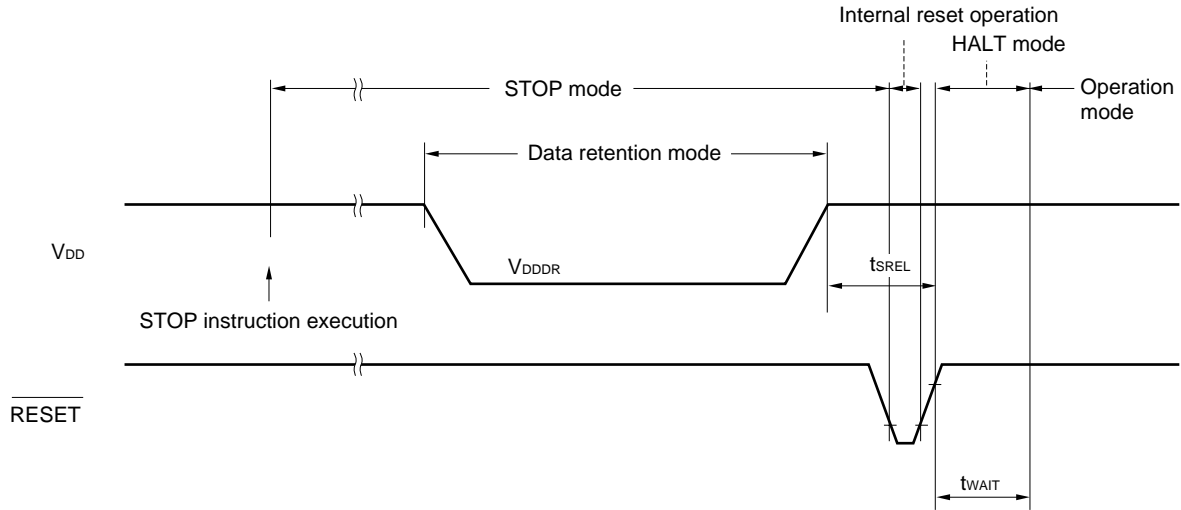 Internal reset operation
HALT mode
STOP mode
Operation
mode
Data retention mode
VDD
VDDDR
tSREL
STOP instruction execution
RESET
tWAIT